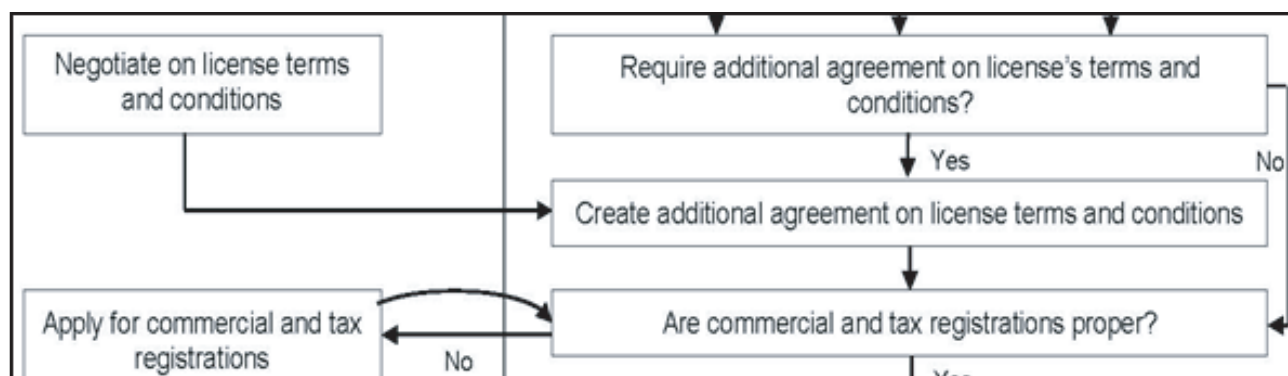 Negotiate on license terms
and conditions
Require additional agreement on license's terms and
conditions?
Yes
No
Create additional agreement on license terms and conditions
Apply for commercial and tax
registrations
No
Are commercial and tax registrations proper?